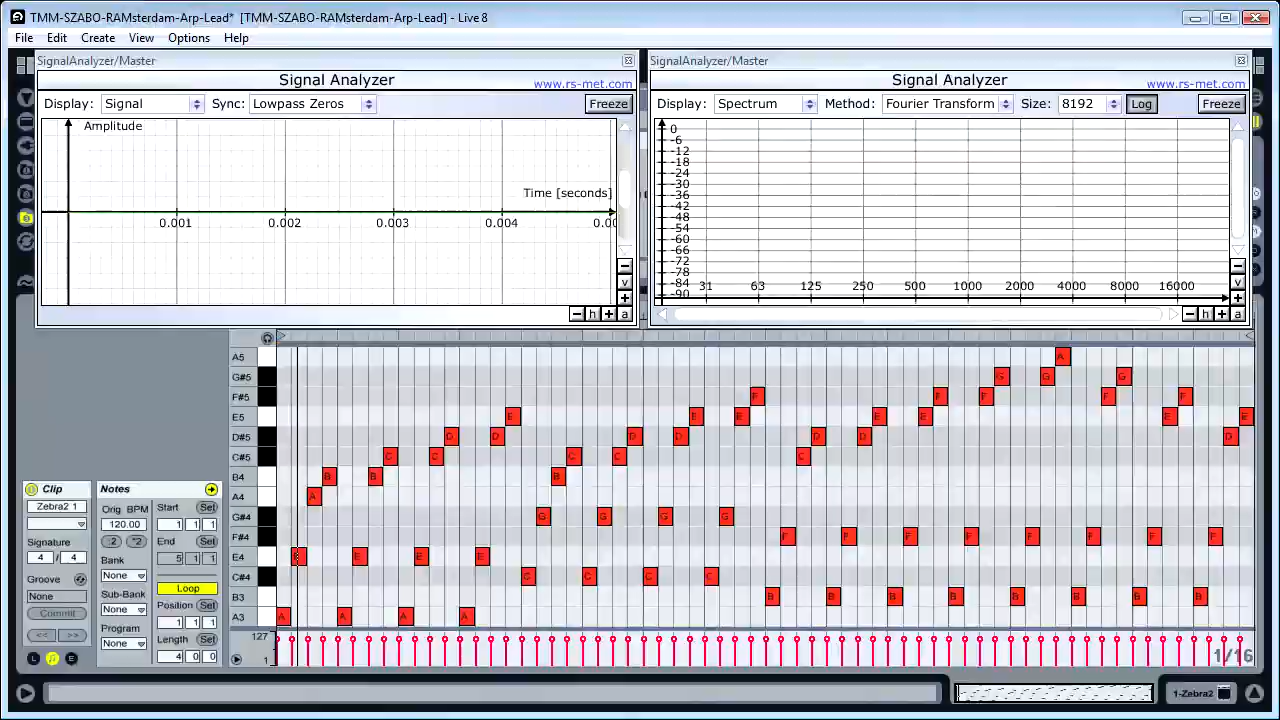 TMM-SZABO-RAMsterdam-Arp-Lead* [TMM-SZABO-RAMsterdam-Arp-Lead] - Live 8
File Edit Create View Options Help
SignalAnalyzer/Master
Signal Analyzer
www.rs-met.com
Display: Signal Sync: Lowpass Zeros Freeze
Amplitude
Time [seconds]
0.001 0.002 0.003 0.004 0.00
- v +
- h + a
SignalAnalyzer/Master
Signal Analyzer
www.rs-met.com
Display: Spectrum Method: Fourier Transform Size: 8192 Log Freeze
0
-6
-12
-18
-24
-30
-36
-42
-48
-54
-60
-66
-72
-78
-84
-90
31 63 125 250 500 1000 2000 4000 8000 16000
- v +
- h + a
A5 A
G#5 G G G
F#5 F F F F F
E5 E E E E E E E
D#5 D D D D D D D
C#5 C C C C C
B4 B B B
A4 A
G#4 G G G G
F#4 F F F F F F F F
E4 E E E E
C#4 C C C C
B3 B B B B B B B B
A3 A A A A
127
1
1/16
Clip
Zebra2 1
Signature
4 / 4
Groove
None
Commit
<< >>
L E
Notes
Orig. BPM
120.00
:2 *2
Bank
None
Sub-Bank
None
Program
None
Start Set
1 1 1
End Set
5 1 1
Loop
Position Set
1 1 1
Length Set
4 0 0
1-Zebra2